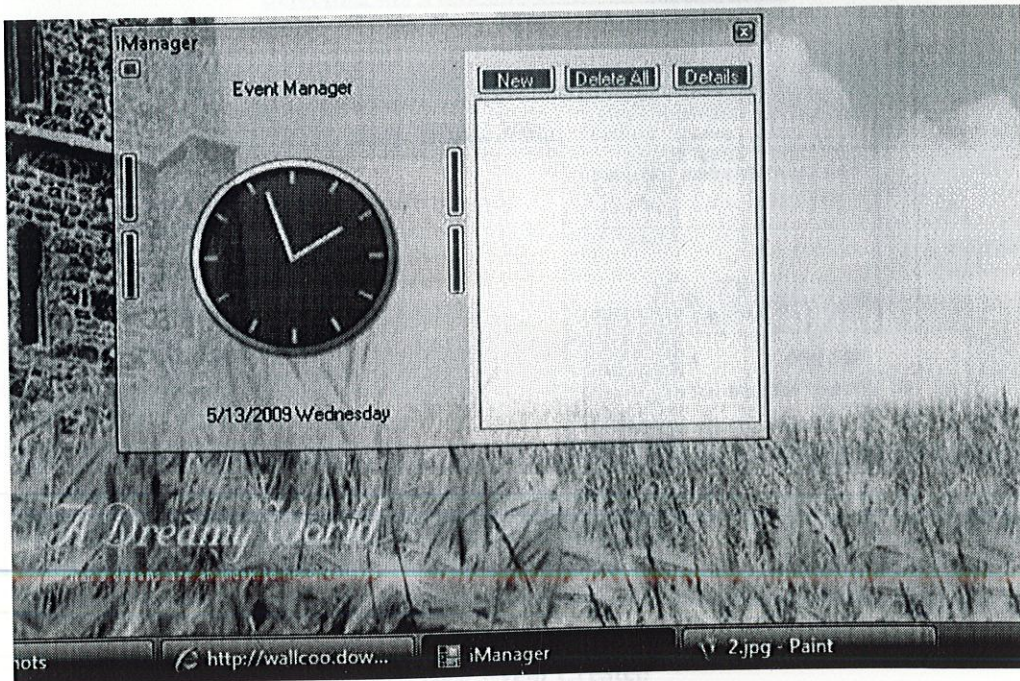 iManager
Event Manager
New Delete All Details
5/13/2009 Wednesday
A Dreamy World
hots
http://wallcoo.dow...
iManager
2.jpg - Paint